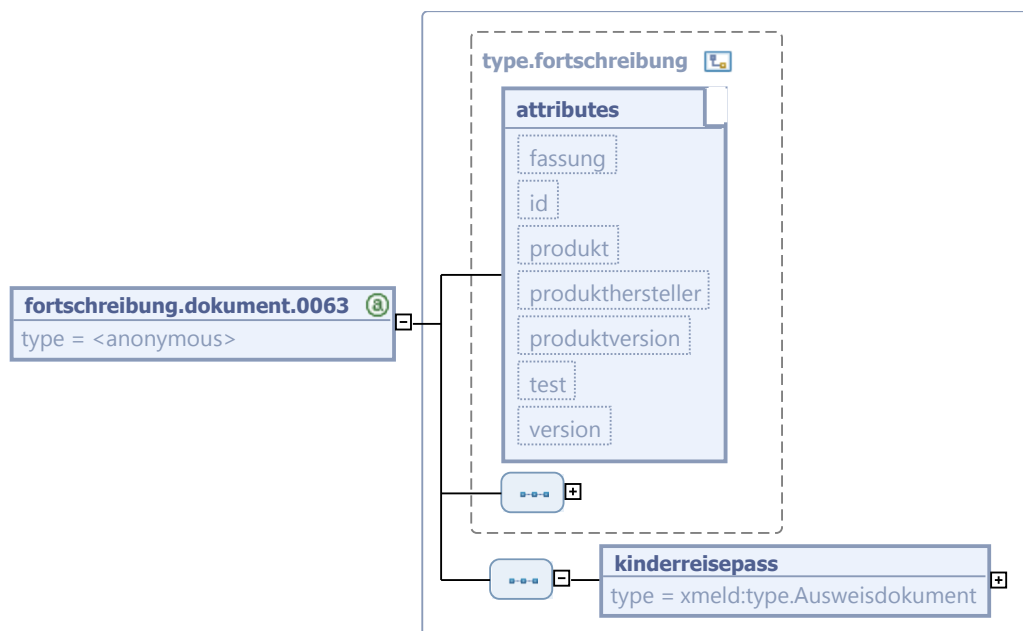 type.fortschreibung
attributes
fassung
id
produkt
produkthersteller
produktversion
test
version
fortschreibung.dokument.0063
type = <anonymous>
kinderreisepass
type = xmeld:type.Ausweisdokument